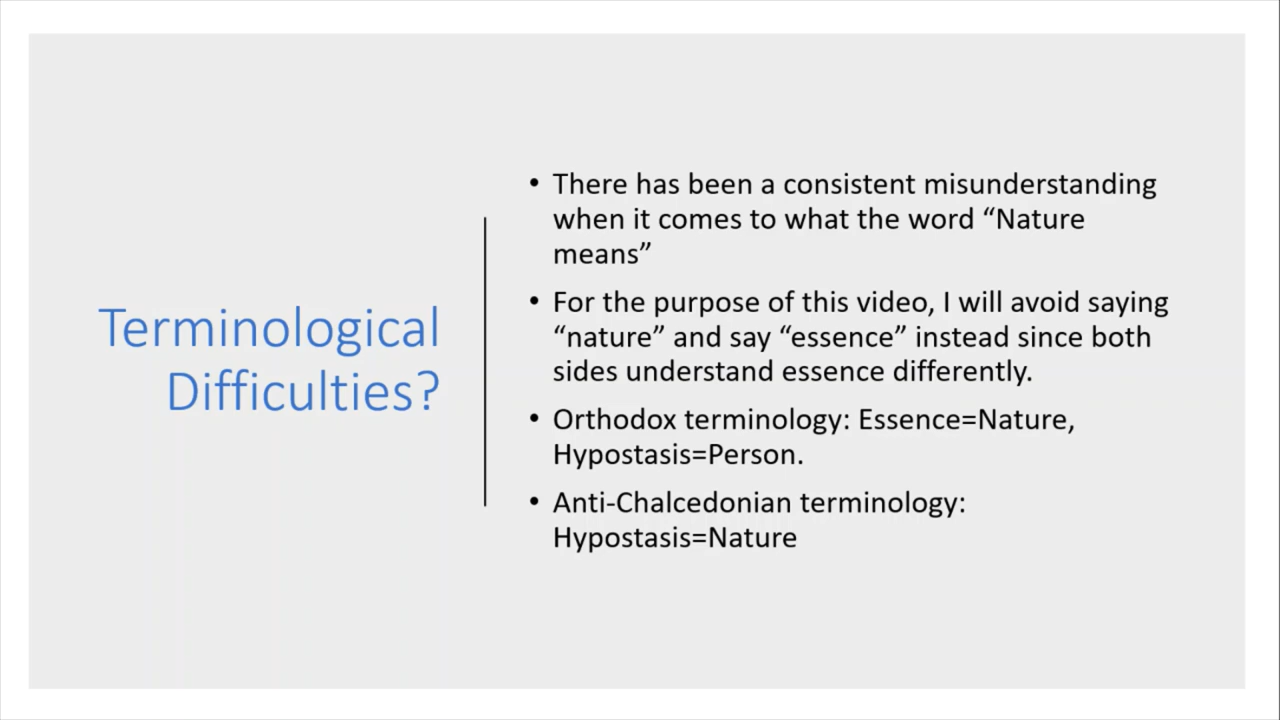 Terminological
Difficulties?
• There has been a consistent misunderstanding
when it comes to what the word “Nature
means”
• For the purpose of this video, I will avoid saying
“nature” and say “essence” instead since both
sides understand essence differently.
• Orthodox terminology: Essence=Nature,
Hypostasis=Person.
• Anti-Chalcedonian terminology:
Hypostasis=Nature